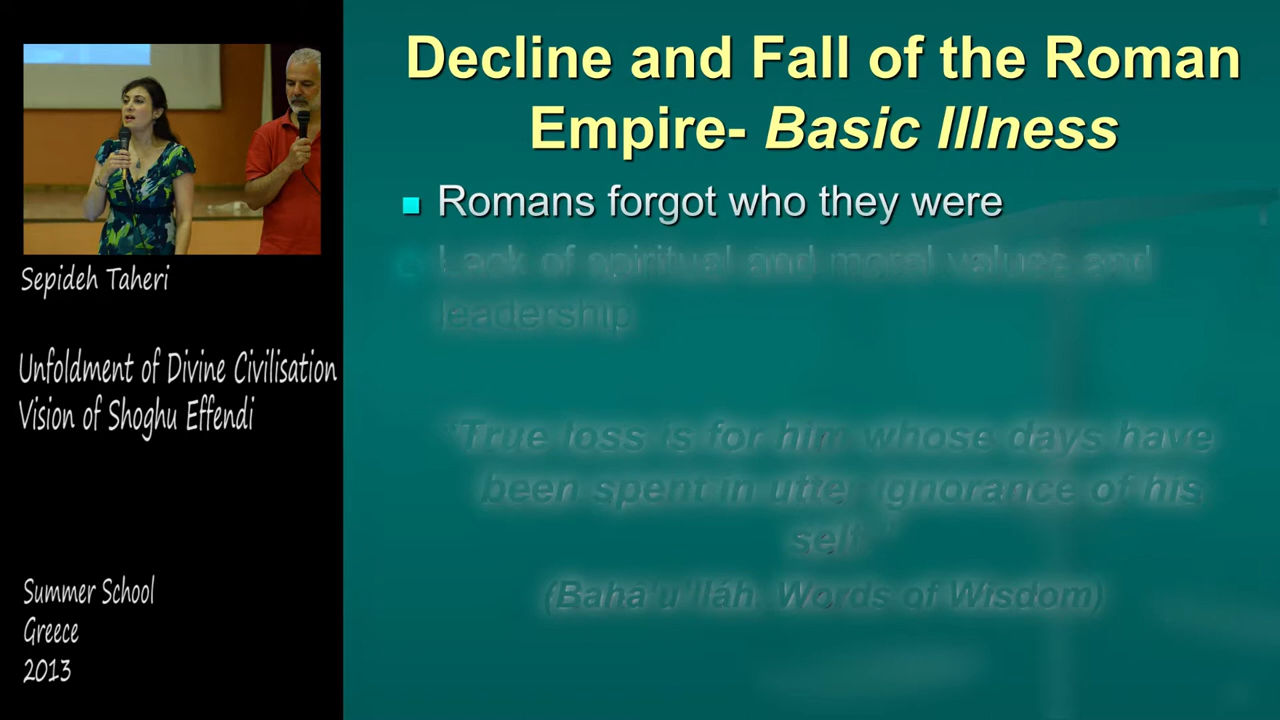 Decline and Fall of the Roman
Empire- Basic Illness
Romans forgot who they were
Lack of spiritual and moral values and
leadership
"True loss is for him whose days have
been spent in utter ignorance of his
self."
(Baha'u'lláh, Words of Wisdom)
Sepideh Taheri
Unfoldment of Divine Civilisation
Vision of Shoghu Effendi
Summer School
Greece
2013